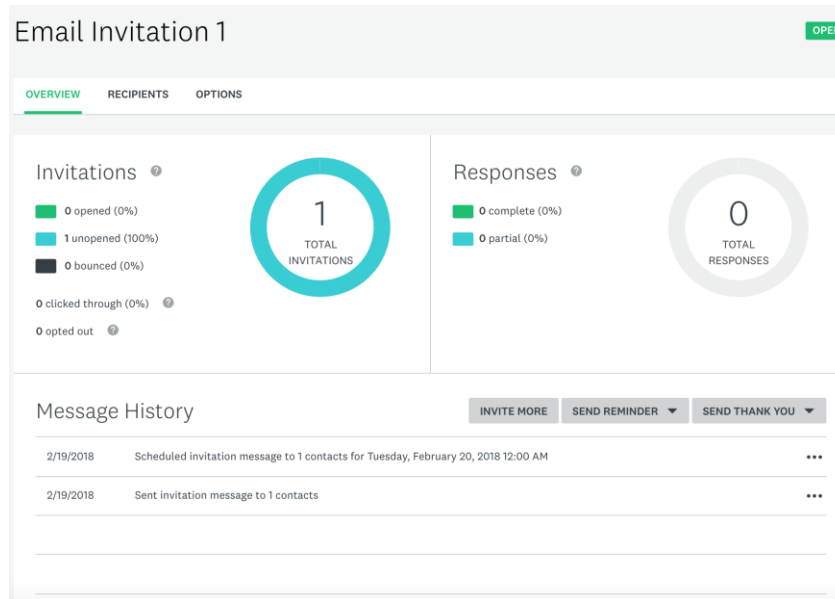 Email Invitation 1
OPE
OVERVIEW RECIPIENTS OPTIONS
Invitations ?
0 opened (0%)
1 unopened (100%)
0 bounced (0%)
0 clicked through (0%) ?
0 opted out ?
1
TOTAL
INVITATIONS
Responses ?
0 complete (0%)
0 partial (0%)
0
TOTAL
RESPONSES
Message History
INVITE MORE SEND REMINDER SEND THANK YOU
2/19/2018 Scheduled invitation message to 1 contacts for Tuesday, February 20, 2018 12:00 AM
2/19/2018 Sent invitation message to 1 contacts